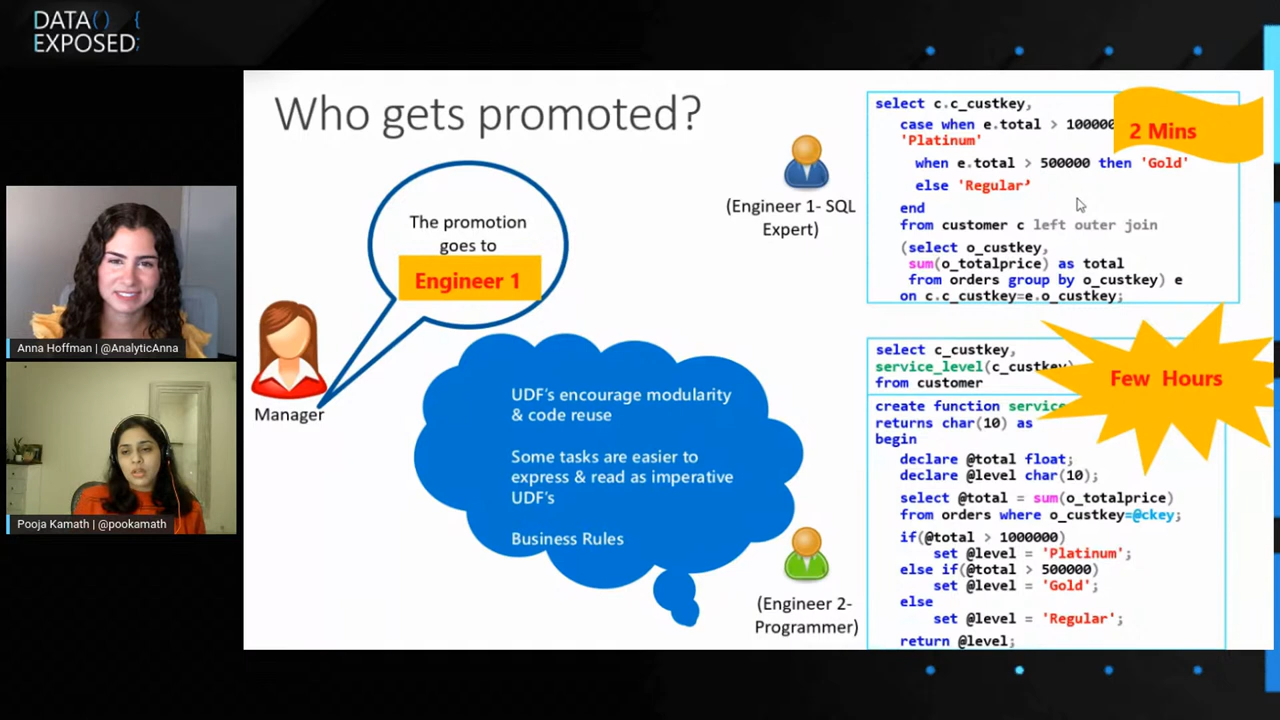 DATA() {
EXPOSED;
Who gets promoted?
The promotion
goes to
Engineer 1
Manager
UDF's encourage modularity
& code reuse
Some tasks are easier to
express & read as imperative
UDF's
Business Rules
(Engineer 1- SQL
Expert)
(Engineer 2-
Programmer)
select c.c_custkey,
case when e.total > 100000
'Platinum'
when e.total > 500000 then 'Gold'
else 'Regular’
end
from customer c left outer join
(select o_custkey,
sum(o_totalprice) as total
from orders group by o_custkey) e
on c.c_custkey=e.o_custkey;
2 Mins
select c_custkey,
service_level(c_custkey)
from customer
create function servic
returns char(10) as
begin
declare @total float;
declare @level char(10);
select @total = sum(o_totalprice)
from orders where o_custkey=@ckey;
if(@total > 1000000)
set @level = 'Platinum';
else if(@total > 500000)
set @level = 'Gold';
else
set @level = 'Regular';
return @level;
Few Hours
Anna Hoffman | @AnalyticAnna
Pooja Kamath | @pookamath